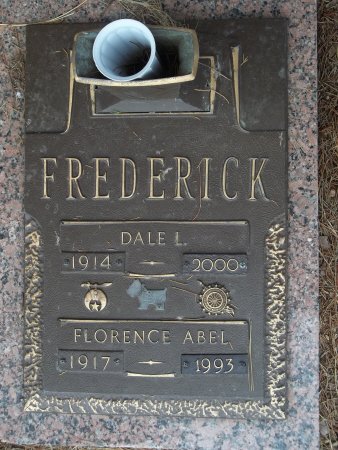 FREDERICK
DALE L.
1914 2000
FLORENCE ABEL
1917 1993